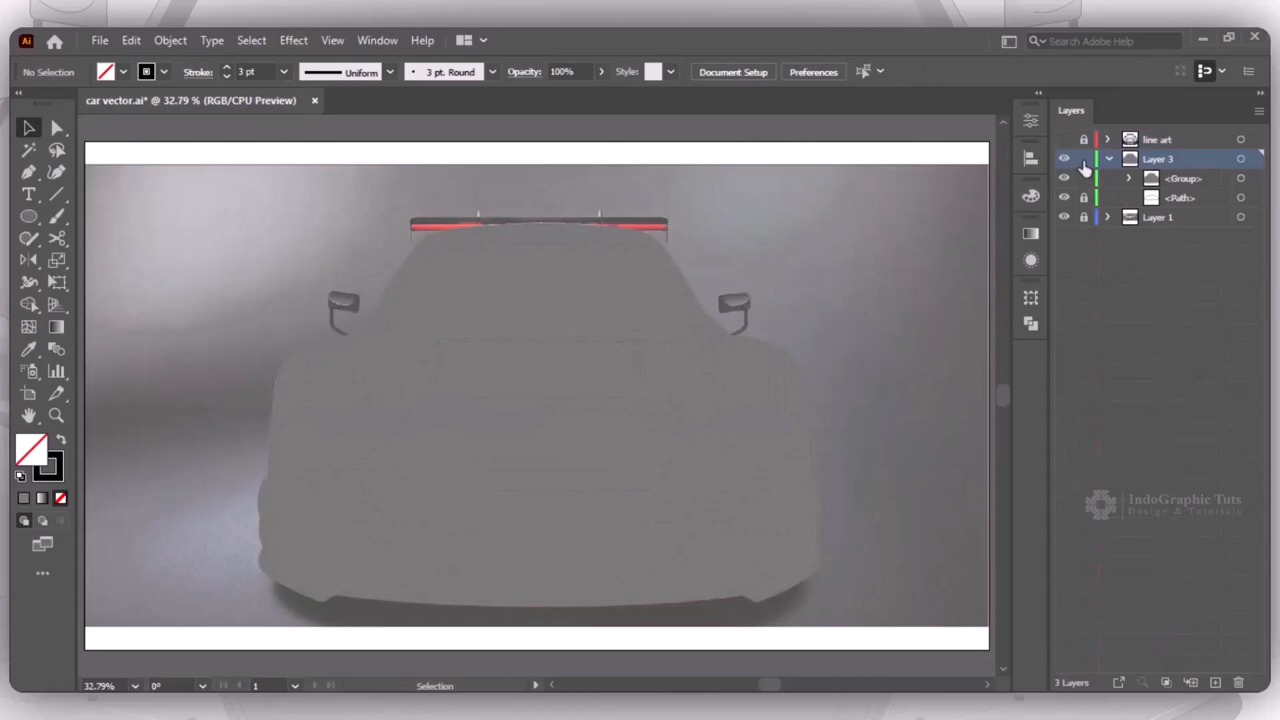 Ai File Edit Object Type Select Effect View Window Help Search Adobe Help
No Selection Stroke: 3 pt Uniform 3 pt. Round Opacity: 100% Style: Document Setup Preferences
car vector.ai* @ 32.79 % (RGB/CPU Preview)
Layers
line art
Layer 3
<Group>
<Path>
Layer 1
IndoGraphic Tuts
Design & Tutorials
32.79% 0° 1 Selection 3 Layers